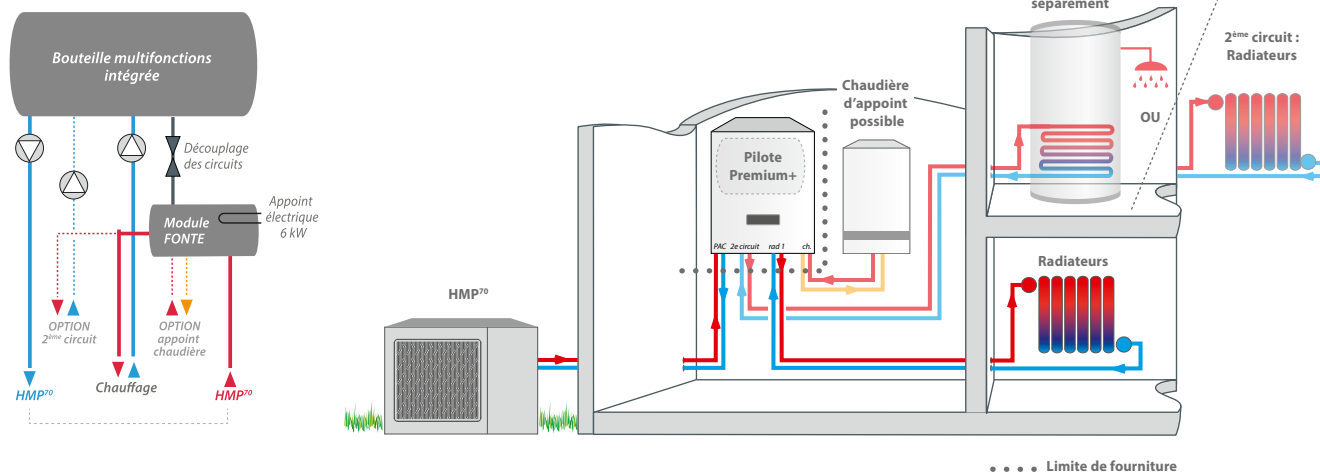 Bouteille multifonctions
intégrée
Découplage
des circuits
Module
FONTE
Appoint
électrique
6 kW
OPTION
2ème circuit
OPTION
appoint
chaudière
Chauffage
HMP70
HMP70
HMP70
Pilote
Premium+
PAC 2e circuit rad 1 ch.
Chaudière
d'appoint
possible
séparément
OU
2ème circuit :
Radiateurs
Radiateurs
Limite de fourniture